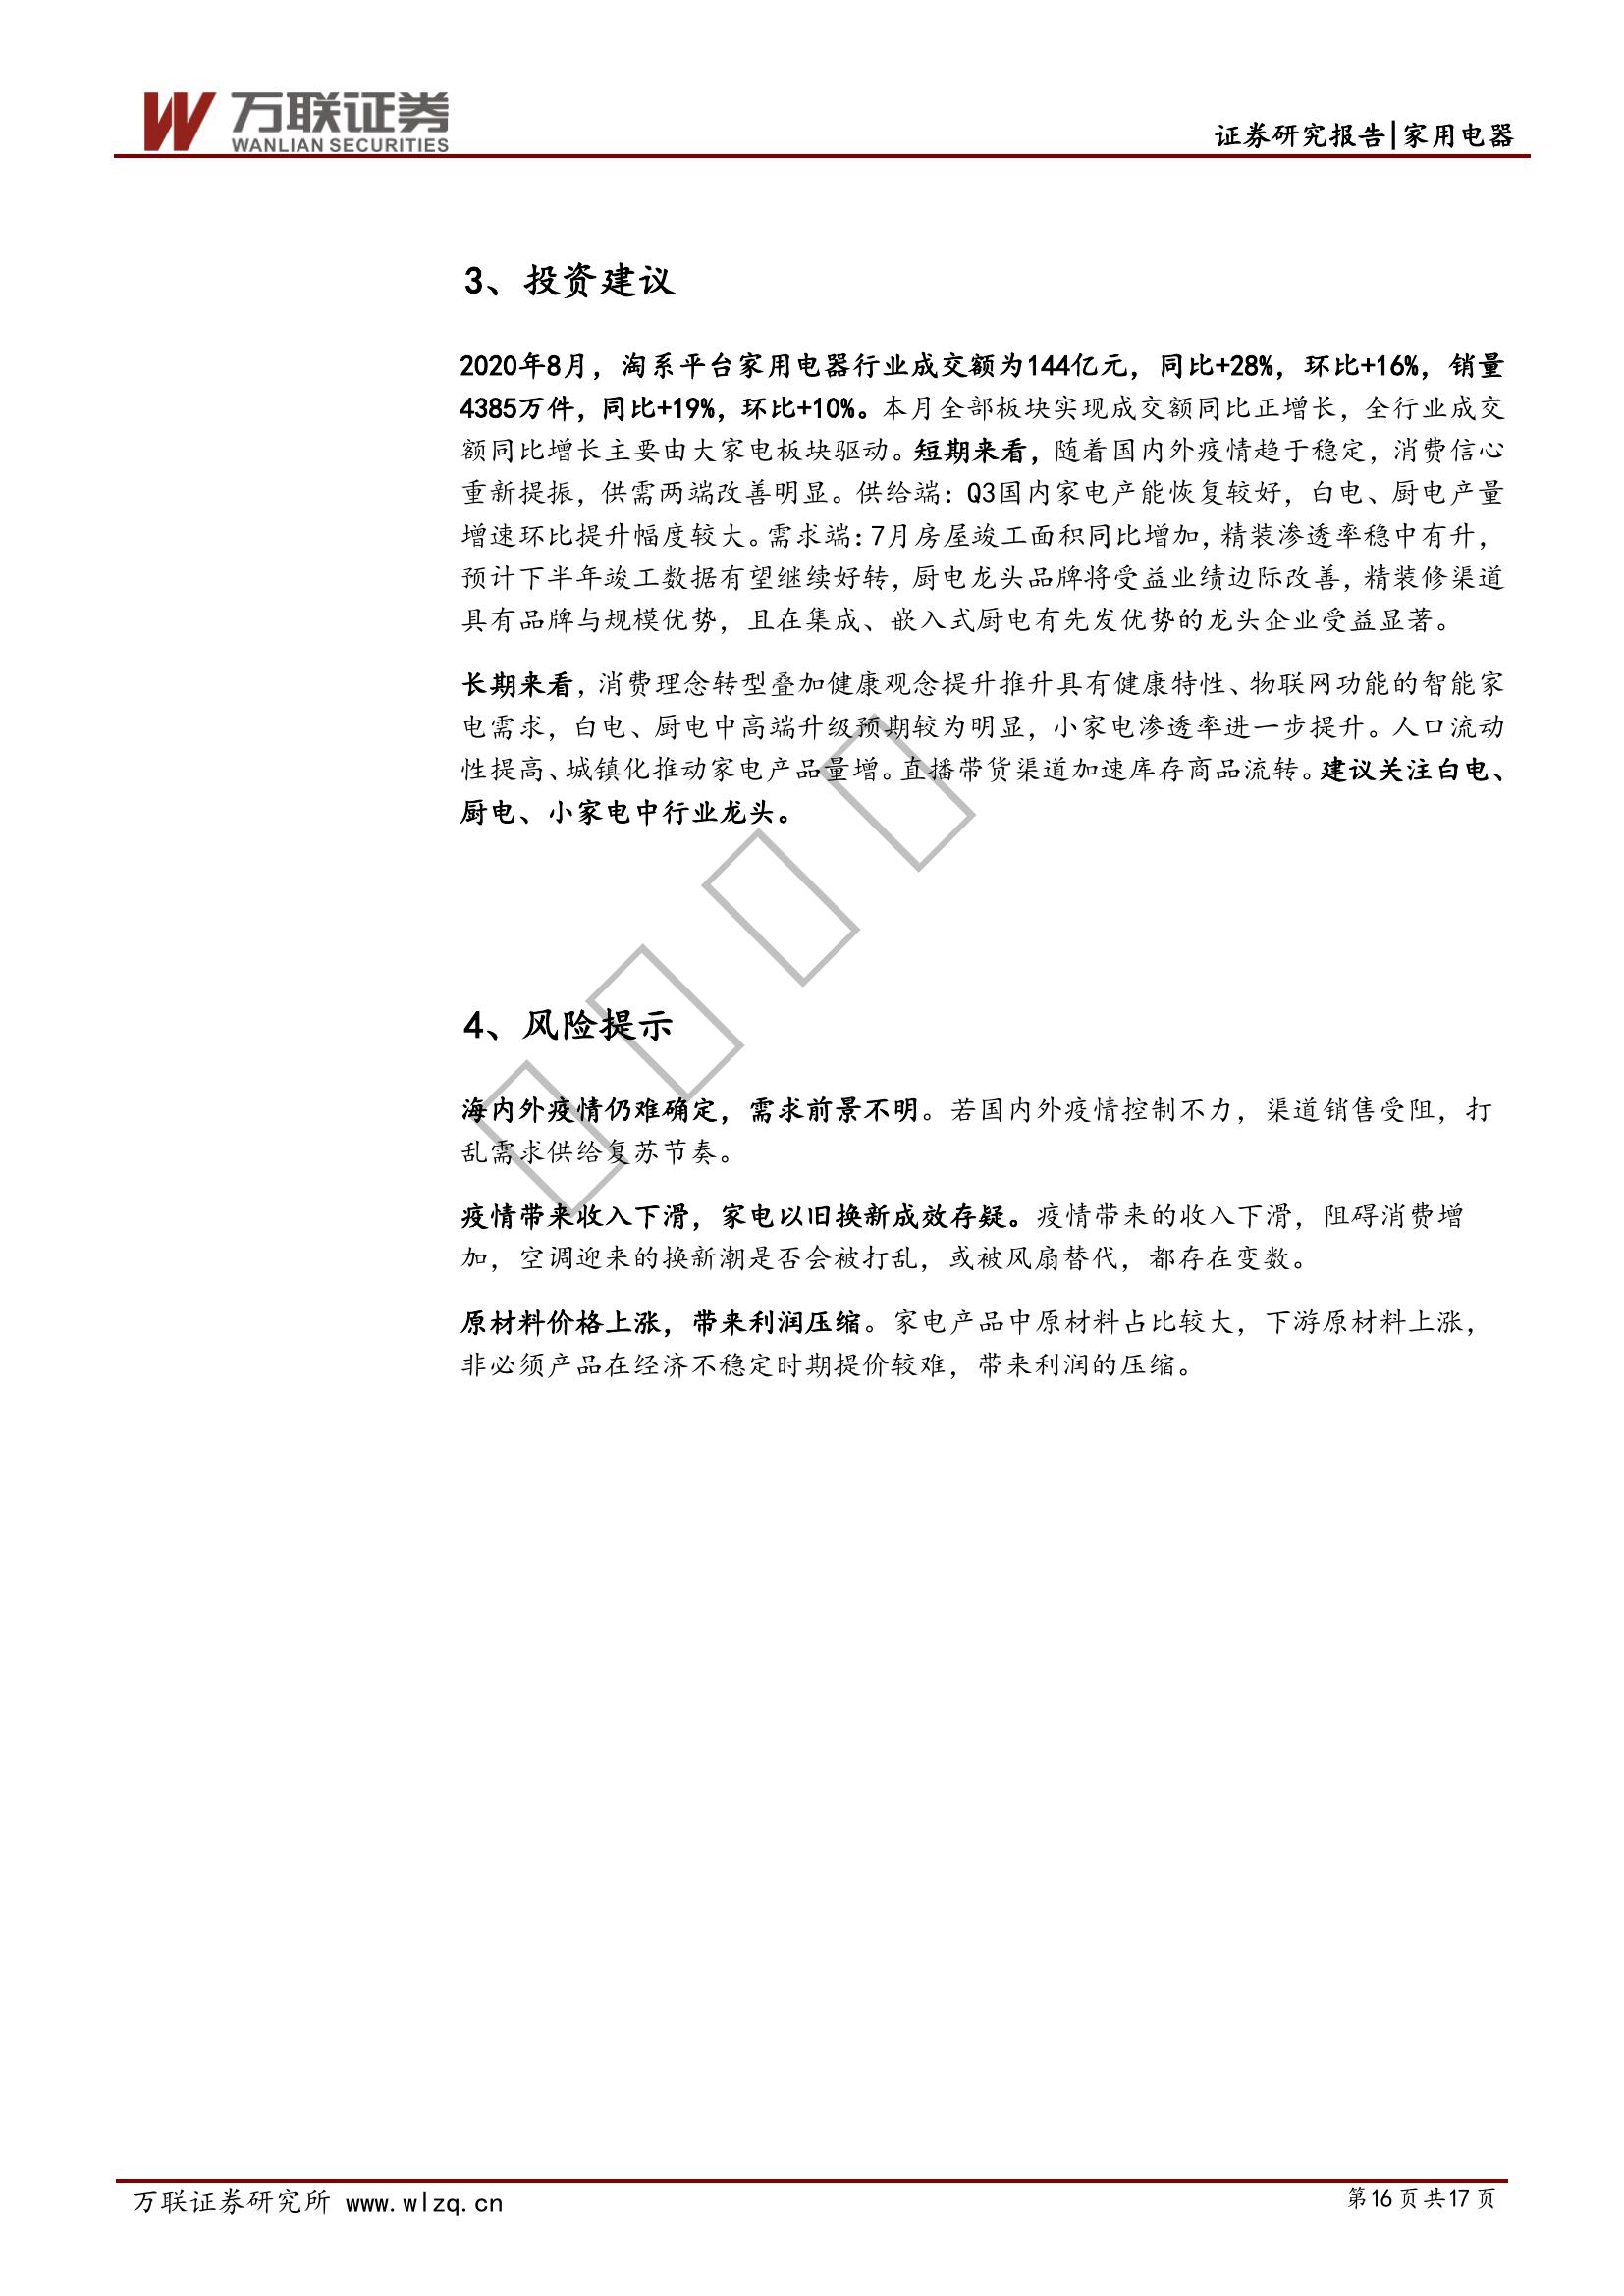 万联证券
WANLIAN SECURITIES
证券研究报告|家用电器
3、投资建议
2020年8月，淘系平台家用电器行业成交额为144亿元，同比+28%，环比+16%，销量
4385万件，同比+19%，环比+10%。本月全部板块实现成交额同比正增长，全行业成交
额同比增长主要由大家电板块驱动。短期来看，随着国内外疫情趋于稳定，消费信心
重新提振，供需两端改善明显。供给端：Q3国内家电产能恢复较好，白电、厨电产量
增速环比提升幅度较大。需求端：7月房屋竣工面积同比增加，精装渗透率稳中有升，
预计下半年竣工数据有望继续好转，厨电龙头品牌将受益业绩边际改善，精装修渠道
具有品牌与规模优势，且在集成、嵌入式厨电有先发优势的龙头企业受益显著。
长期来看，消费理念转型叠加健康观念提升推升具有健康特性、物联网功能的智能家
电需求，白电、厨电中高端升级预期较为明显，小家电渗透率进一步提升。人口流动
性提高、城镇化推动家电产品量增。直播带货渠道加速库存商品流转。建议关注白电、
厨电、小家电中行业龙头。
4、风险提示
海内外疫情仍难确定，需求前景不明。若国内外疫情控制不力，渠道销售受阻，打
乱需求供给复苏节奏。
疫情带来收入下滑，家电以旧换新成效存疑。疫情带来的收入下滑，阻碍消费增
加，空调迎来的换新潮是否会被打乱，或被风扇替代，都存在变数。
原材料价格上涨，带来利润压缩。家电产品中原材料占比较大，下游原材料上涨，
非必须产品在经济不稳定时期提价较难，带来利润的压缩。
万联证券研究所 www.wlzq.cn
第16页共17页